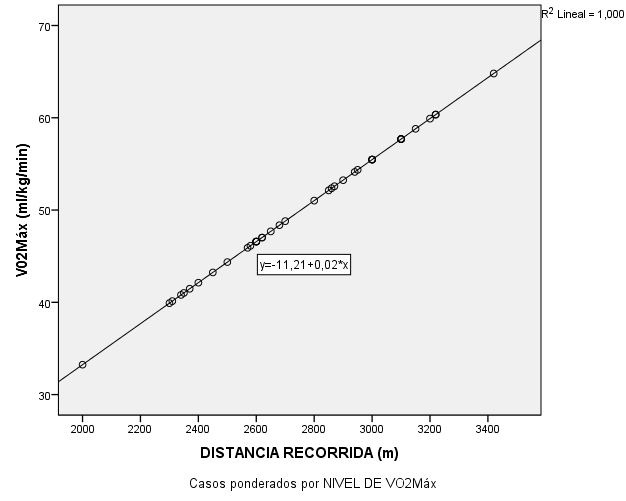 R2 Lineal = 1,000
70
60
50
40
30
V02Máx (ml/kg/min)
y=-11,21+0,02*x
2000 2200 2400 2600 2800 3000 3200 3400
DISTANCIA RECORRIDA (m)
Casos ponderados por NIVEL DE VO2Máx